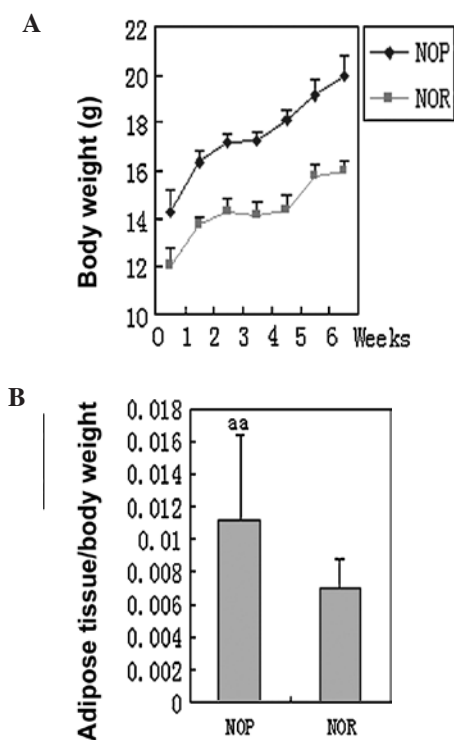 A
Body weight (g)
22
20
18
16
14
12
10
0 1 2 3 4 5 6 Weeks
NOP
NOR
B
Adipose tissue/body weight
0.018
0.016
0.014
0.012
0.01
0.008
0.006
0.004
0.002
0
aa
NOP NOR